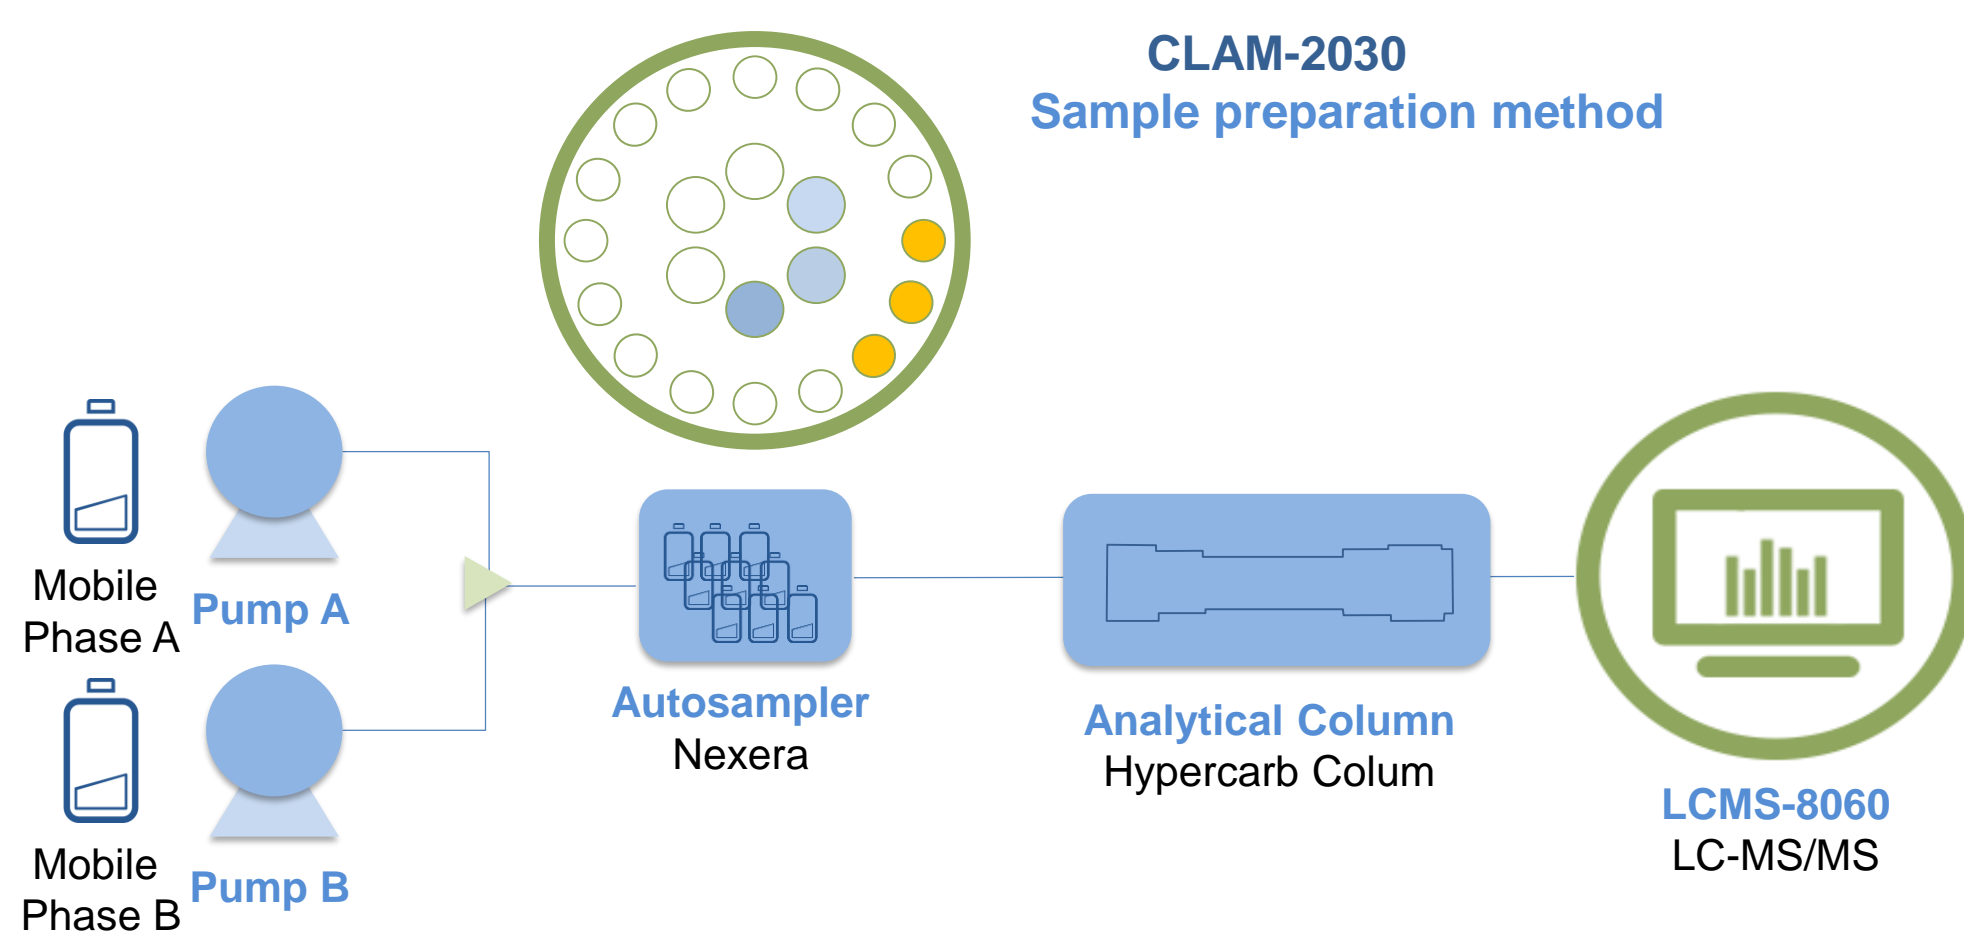 CLAM-2030
Sample preparation method
Mobile
Phase A
Pump A
Mobile
Phase B
Pump B
Autosampler
Nexera
Analytical Column
Hypercarb Colum
LCMS-8060
LC-MS/MS